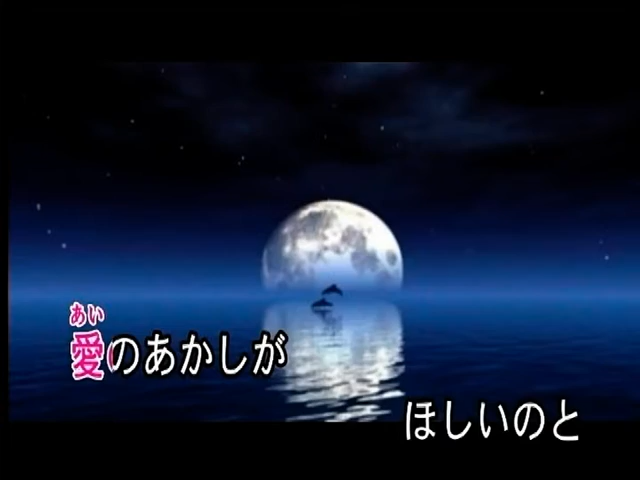 あい
愛のあかしが
ほしいのと